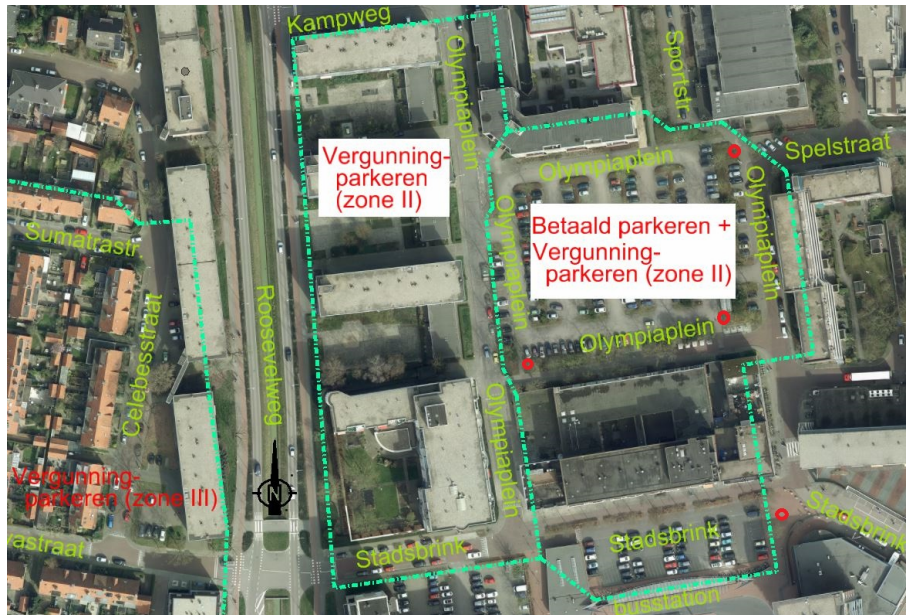 Kampweg
Olympiaplein
Sportstr
Spelstraat
Vergunning-
parkeren
(zone II)
Olympiaplein
Olympiaplein
Olympiaplein
Betaald parkeren +
Vergunning-
parkeren (zone II)
Sumatrastr.
Celebesstraat
Rooseveltweg
Olympiaplein
Olympiaplein
Vergunning-
parkeren (zone III)
N
vastraat
Stadsbrink
Stadsbrink
Stadsbrink
busstation